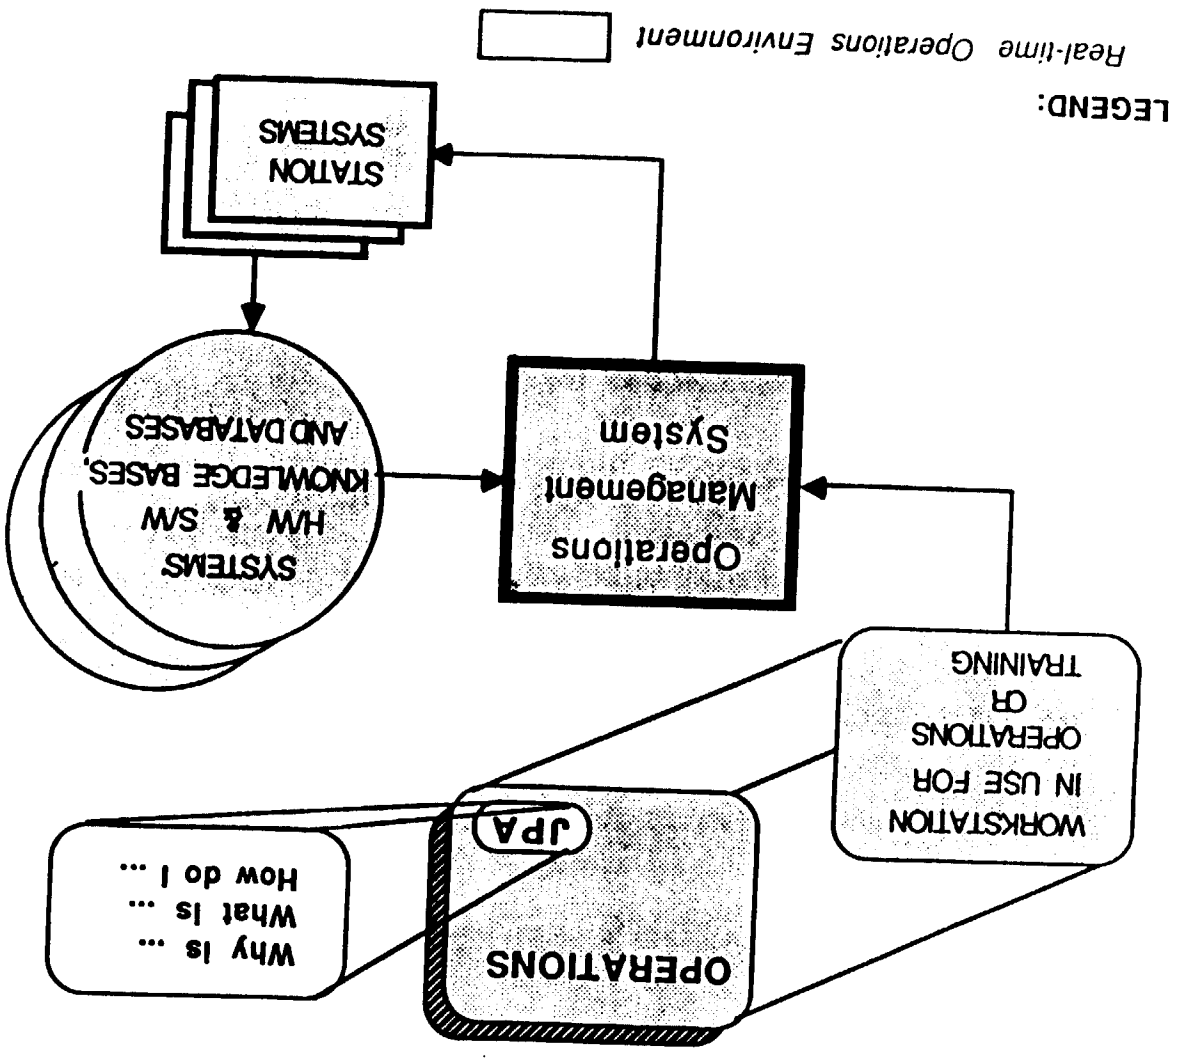 OPERATIONS
JPA
Why is ...
What is ...
How do I ...
WORKSTATION
IN USE FOR
OPERATIONS
OR
TRAINING
Operations
Management
System
SYSTEMS
H/W & S/W
KNOWLEDGE BASES,
AND DATABASES
STATION
SYSTEMS
LEGEND:
Real-time Operations Environment